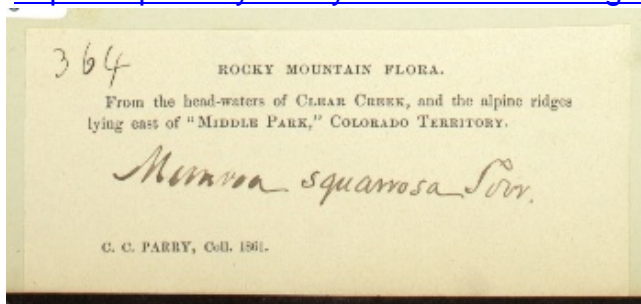 364
ROCKY MOUNTAIN FLORA.
From the head-waters of CLEAR CREEK, and the alpine ridges
lying east of "MIDDLE PARK," COLORADO TERRITORY.
squarrosa Torr.
C. C. PARRY, Coll. 1861.